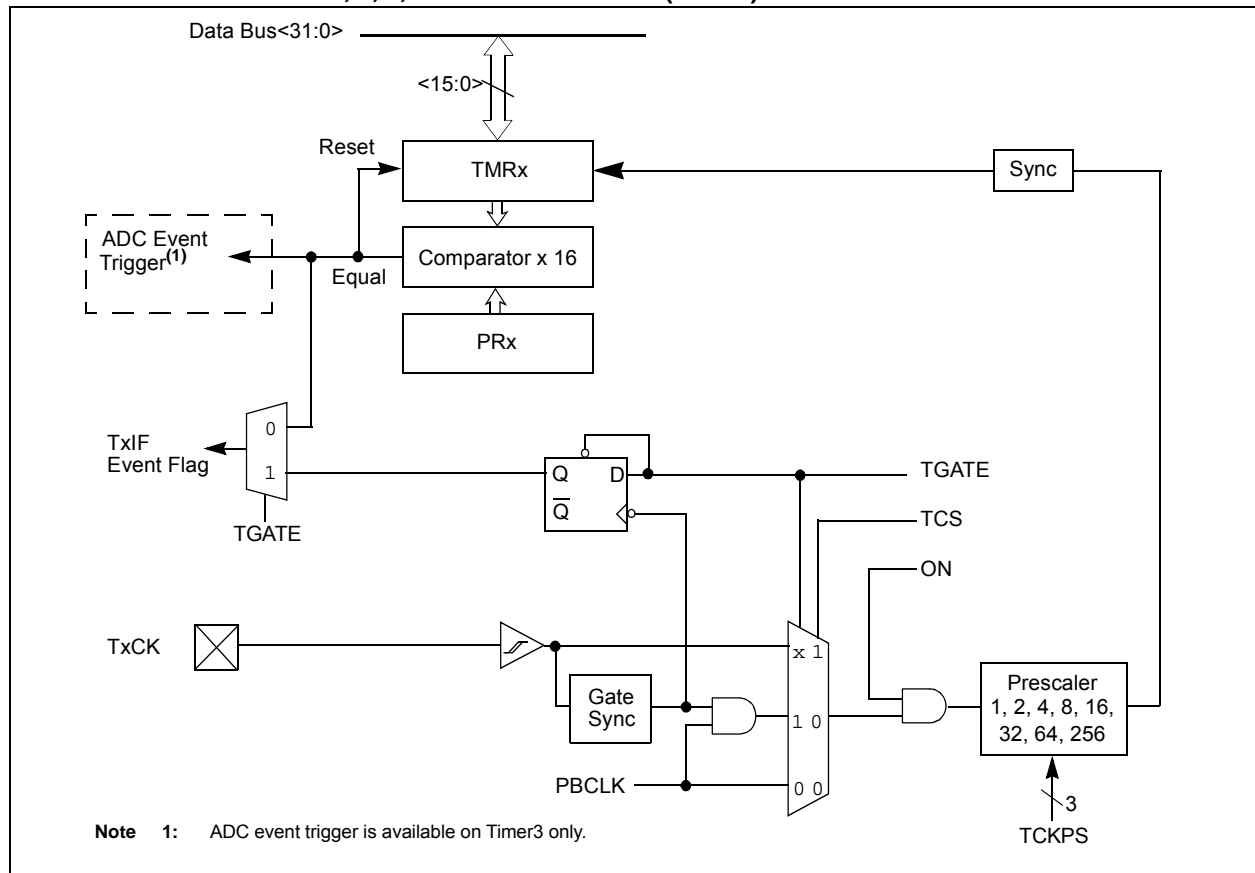 Data Bus<31:0>
<15:0>
Reset
TMRx
Sync
ADC Event
Trigger(1)
Equal
Comparator x 16
PRx
0
1
TxIF
Event Flag
TGATE
Q
D
Q
TGATE
TCS
ON
TxCK
x 1
Gate
Sync
1 0
Prescaler
1, 2, 4, 8, 16,
32, 64, 256
PBCLK
0 0
3
TCKPS
Note 1: ADC event trigger is available on Timer3 only.